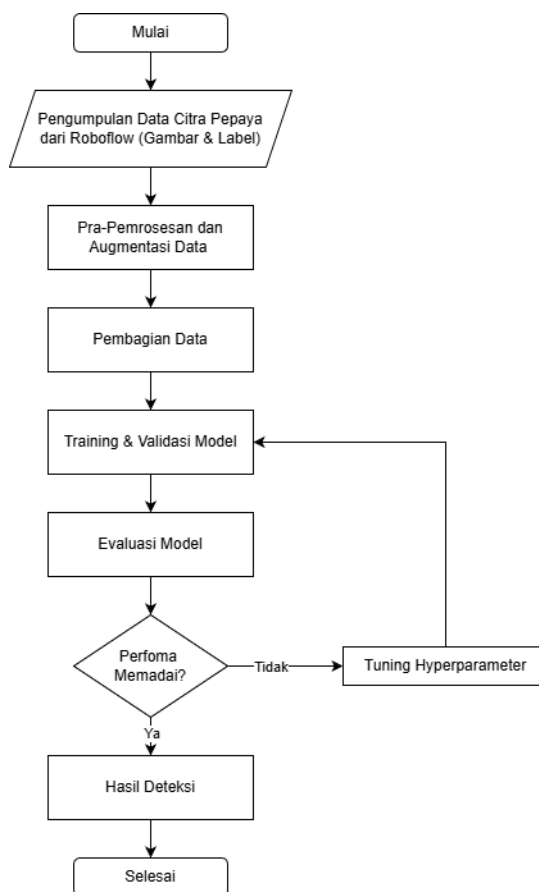 Mulai
Pengumpulan Data Citra Pepaya
dari Roboflow (Gambar & Label)
Pra-Pemrosesan dan
Augmentasi Data
Pembagian Data
Training & Validasi Model
Evaluasi Model
Perfoma
Memadai?
Tidak
Tuning Hyperparameter
Ya
Hasil Deteksi
Selesai